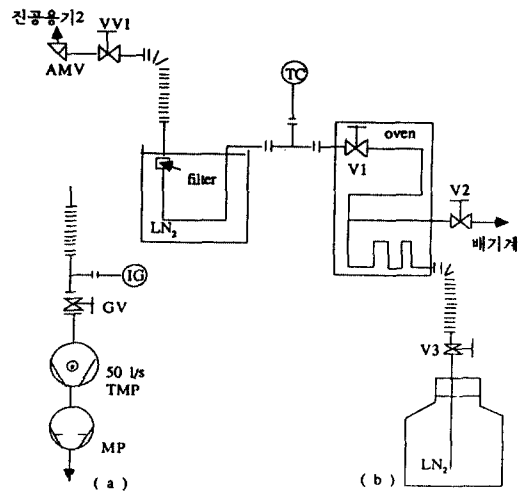 진공용기2
VV1
AMV
TC
oven
V1
filter
LN₂
V2
배기계
IG
GV
V3
50 l/s
TMP
MP
LN₂
( a )
( b )